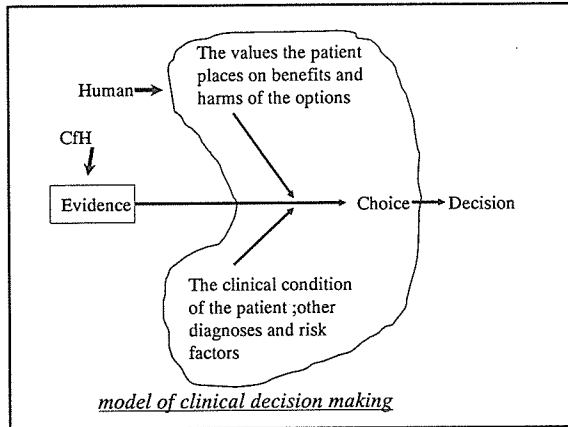 The values the patient
places on benefits and
harms of the options
Human
CfH
Evidence
Choice
Decision
The clinical condition
of the patient ;other
diagnoses and risk
factors
model of clinical decision making